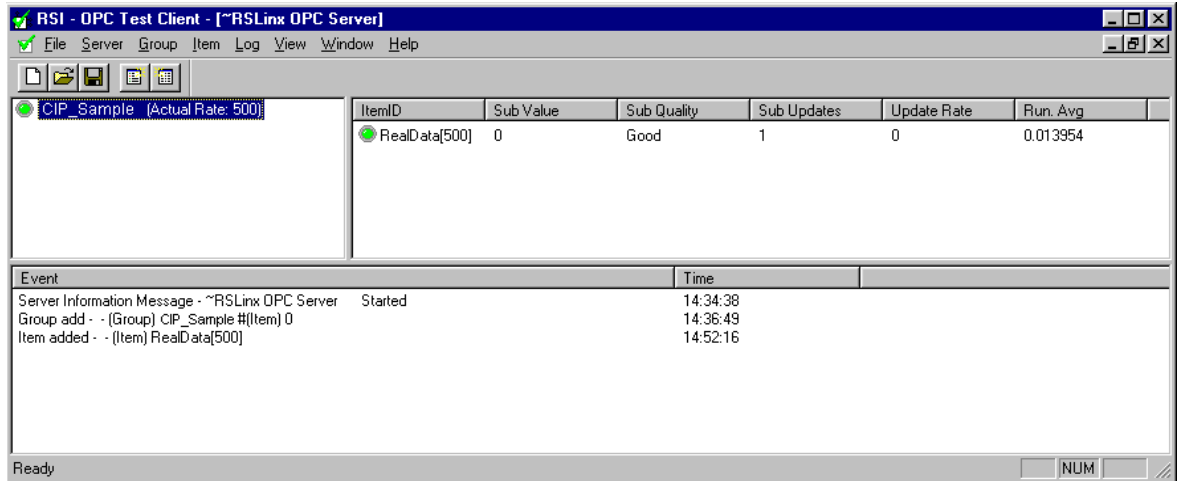 RSI - OPC Test Client - [~RSLinx OPC Server]
File Server Group Item Log View Window Help
CIP_Sample (Actual Rate: 500)
ItemID Sub Value Sub Quality Sub Updates Update Rate Run. Avg
RealData[500] 0 Good 1 0 0.013954
Event Time
Server Information Message - ~RSLinx OPC Server Started 14:34:38
Group add - - (Group) CIP_Sample #(Item) 0 14:36:49
Item added - - (Item) RealData[500] 14:52:16
Ready NUM